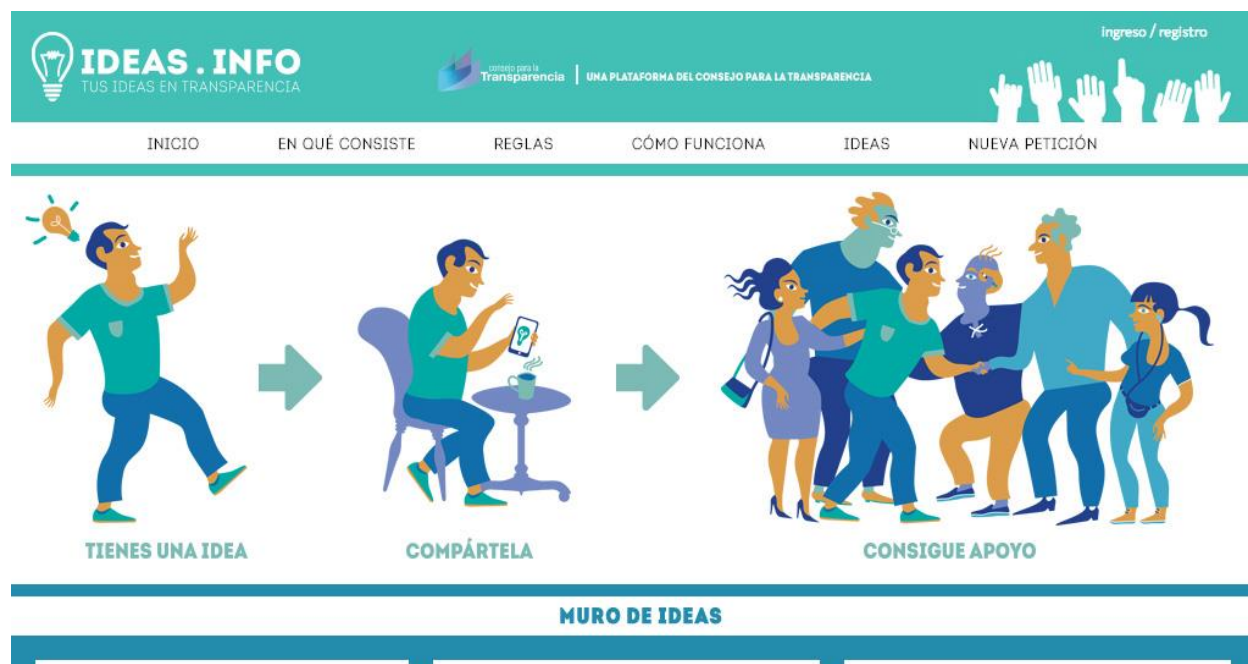 ingreso / registro
IDEAS.INFO
TUS IDEAS EN TRANSPARENCIA
consejo para la
Transparencia
UNA PLATAFORMA DEL CONSEJO PARA LA TRANSPARENCIA
INICIO EN QUÉ CONSISTE REGLAS CÓMO FUNCIONA IDEAS NUEVA PETICIÓN
TIENES UNA IDEA COMPÁRTELA CONSIGUE APOYO
MURO DE IDEAS